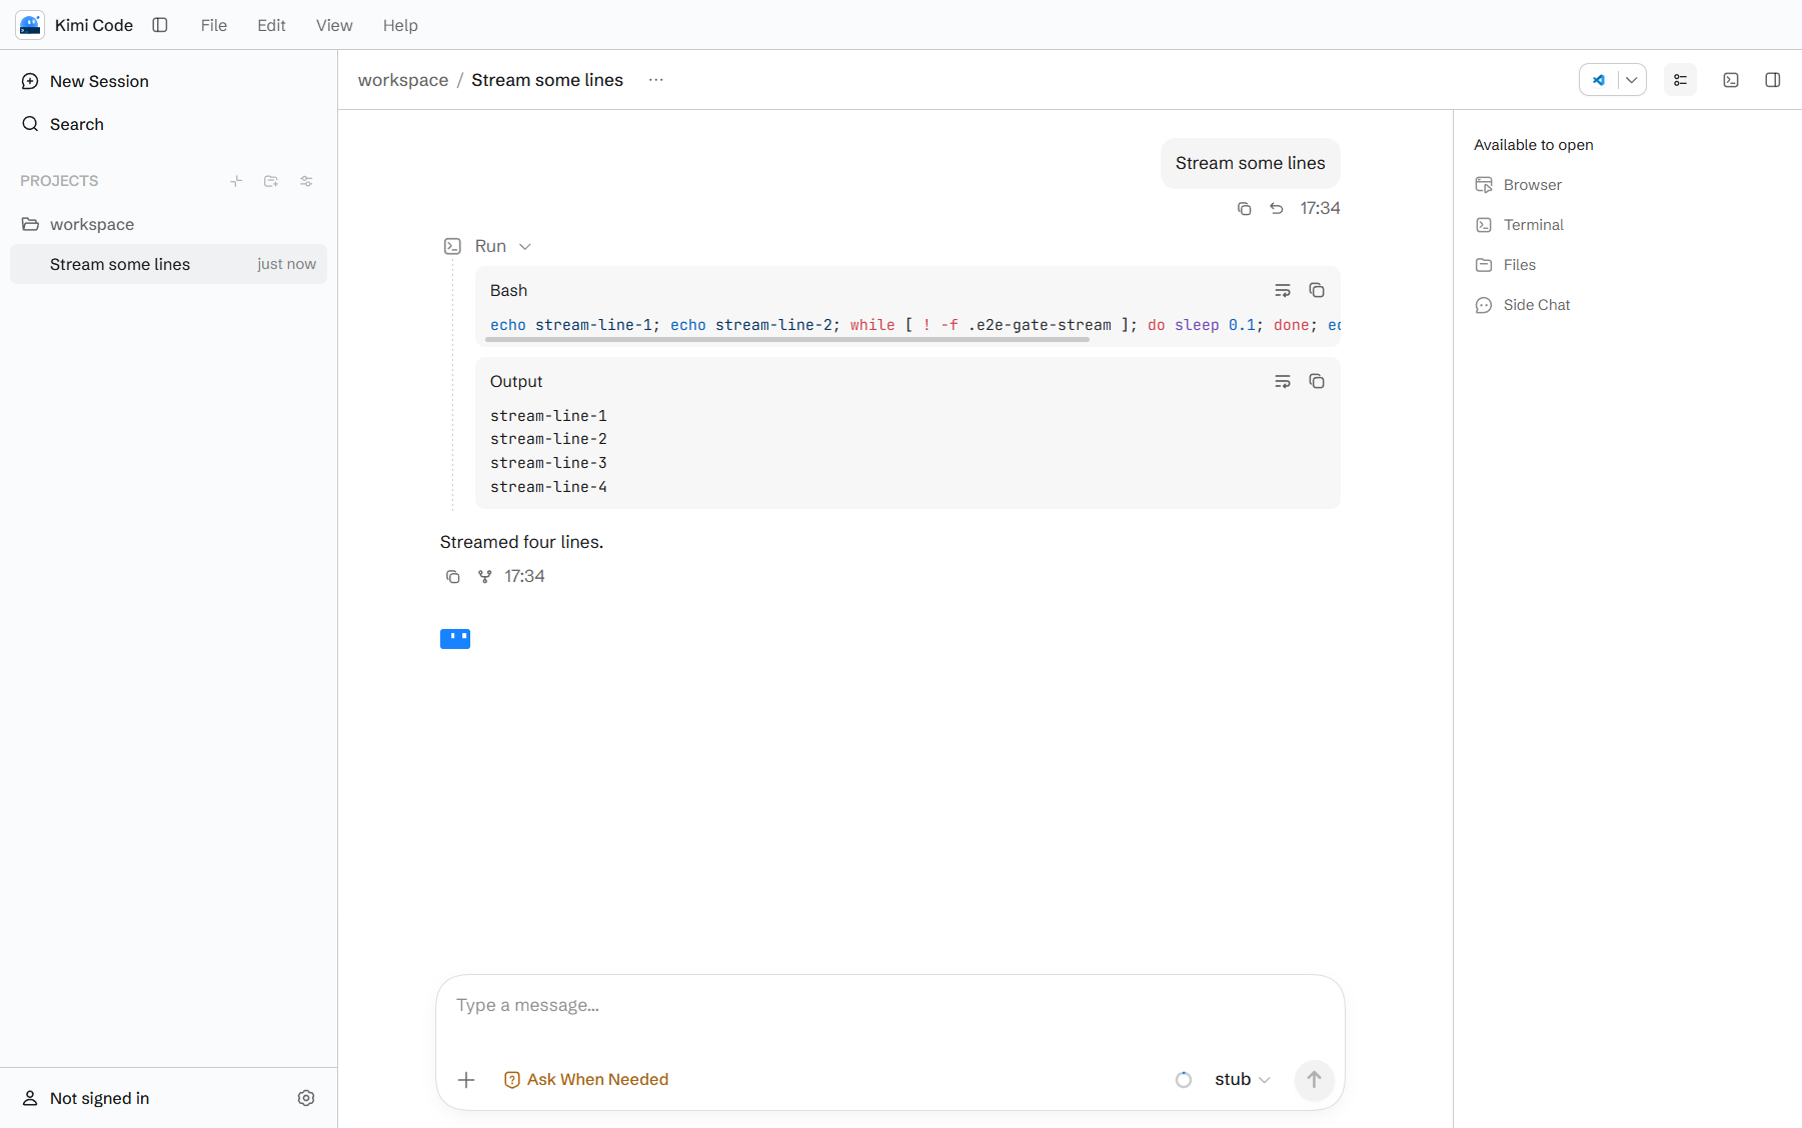 Kimi Code File Edit View Help
New Session
Search
PROJECTS
workspace
Stream some lines just now
Not signed in
workspace / Stream some lines ...
Stream some lines
17:34
Run
Bash
echo stream-line-1; echo stream-line-2; while [ ! -f .e2e-gate-stream ]; do sleep 0.1; done; ec
Output
stream-line-1
stream-line-2
stream-line-3
stream-line-4
Streamed four lines.
17:34
Type a message...
Ask When Needed stub
Available to open
Browser
Terminal
Files
Side Chat